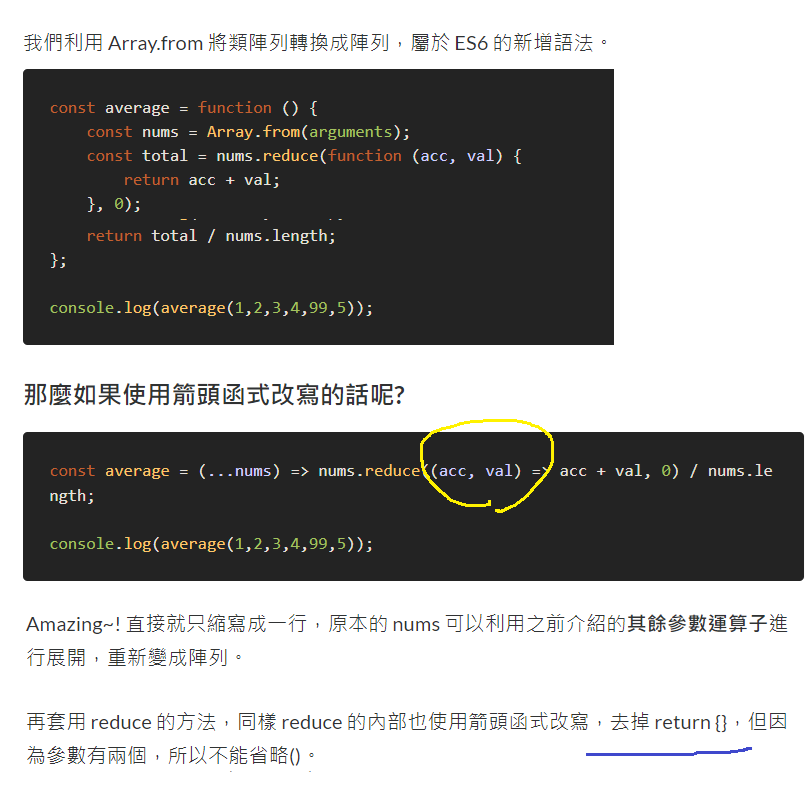 我們利用 Array.from 將類陣列轉換成陣列，屬於 ES6 的新增語法。
const average = function () {
const nums = Array.from(arguments);
const total = nums.reduce(function (acc, val) {
return acc + val;
}, 0);
return total / nums.length;
};
console.log(average(1,2,3,4,99,5));
那麼如果使用箭頭函式改寫的話呢?
const average = (...nums) => nums.reduce((acc, val) => acc + val, 0) / nums.le
ngth;
console.log(average(1,2,3,4,99,5));
Amazing~! 直接就只縮寫成一行，原本的 nums 可以利用之前介紹的其餘參數運算子進
行展開，重新變成陣列。
再套用 reduce 的方法，同樣 reduce 的內部也使用箭頭函式改寫，去掉 return {}，但因
為參數有兩個，所以不能省略()。